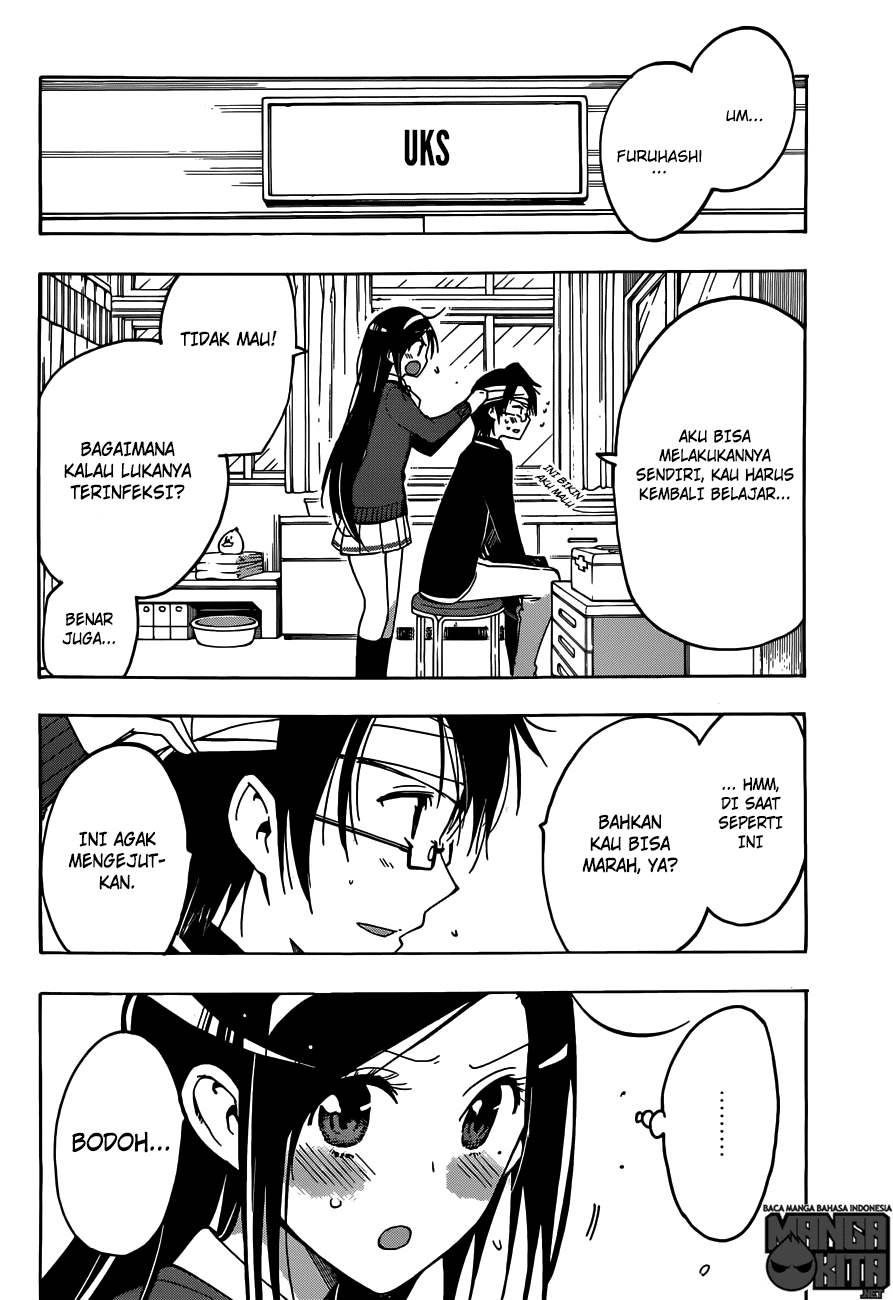 UKS
UM...
FURUHASHI
...
AKU BISA
MELAKUKANNYA
SENDIRI, KAU HARUS
KEMBALI BELAJAR...
INI BIKIN
AKU MALU
TIDAK MAU!
BAGAIMANA
KALAU LUKANYA
TERINFEKSI?
BENAR
JUGA...
... HMM,
DI SAAT
SEPERTI
INI
BAHKAN
KAU BISA
MARAH, YA?
INI AGAK
MENGEJUT-
KAN.
.........
BODOH...
BACA MANGA BAHASA INDONESIA
MANGA
KITA
.NET